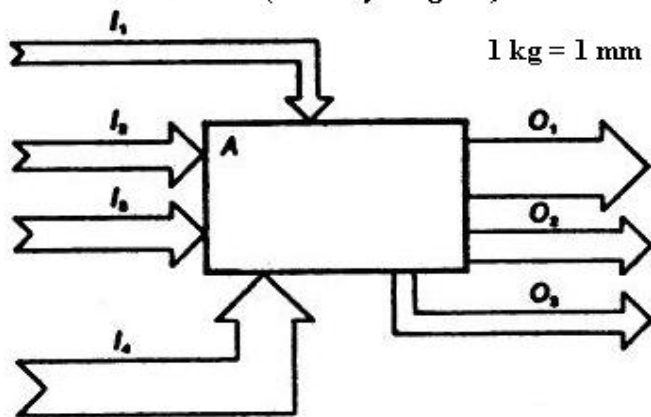 I₁
1 kg = 1 mm
I₂
A
O₁
I₃
O₂
O₃
I₄